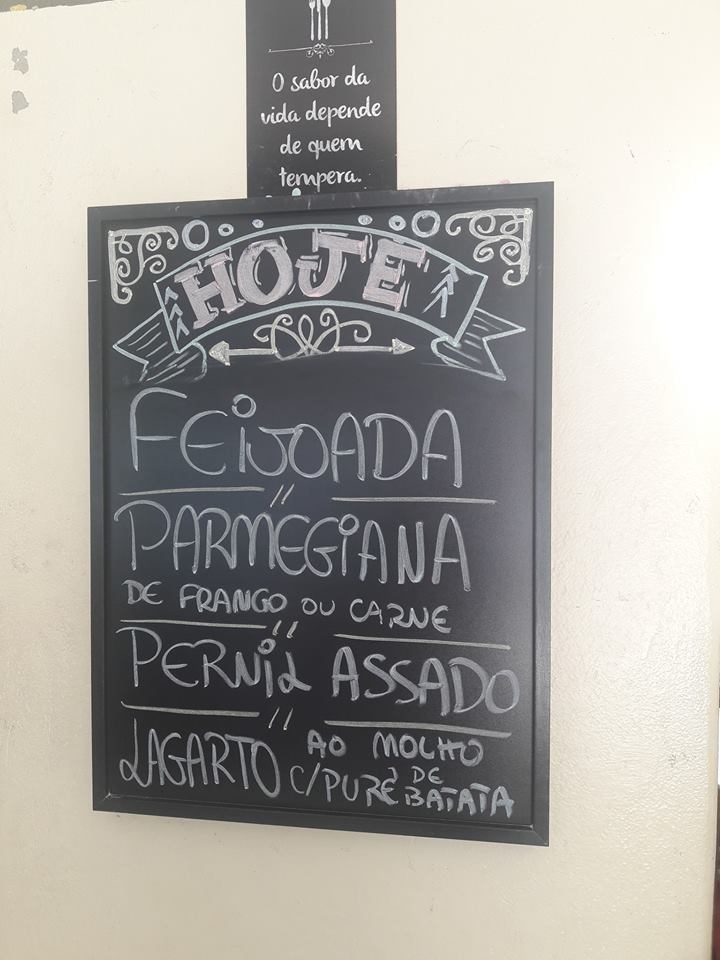 O sabor da
vida depende
de quem
tempera.
HOJE
FEiJOADA
PARMEGiANA
DE FRANGO OU CARNE
PERNiL ASSADO
LAGARTO AO MOLHO
C/PURÊ DE
BATATA